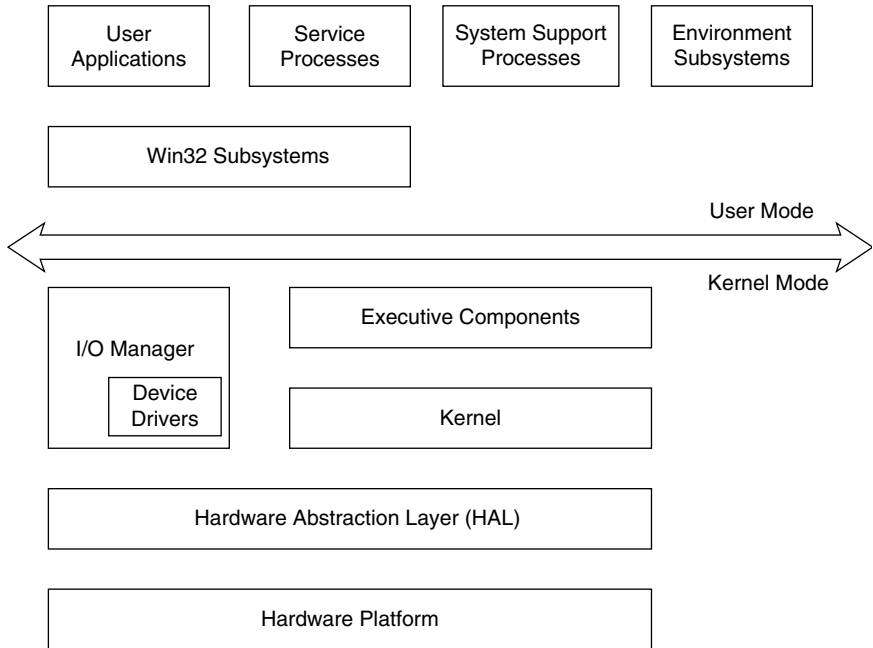 User
Applications
Service
Processes
System Support
Processes
Environment
Subsystems
Win32 Subsystems
User Mode
Kernel Mode
I/O Manager
Device
Drivers
Executive Components
Kernel
Hardware Abstraction Layer (HAL)
Hardware Platform